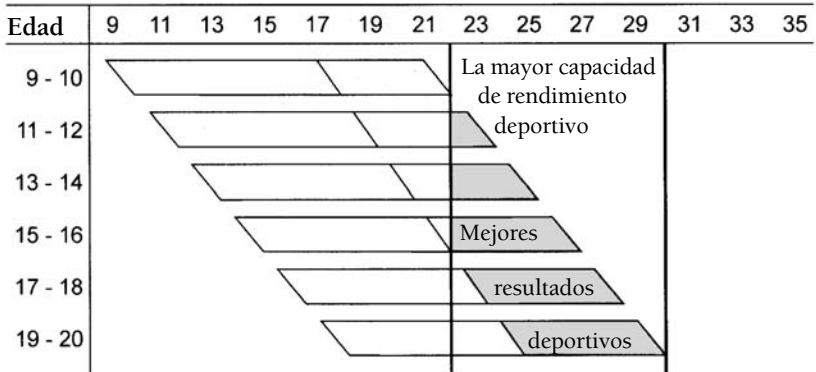 Edad 9 11 13 15 17 19 21 23 25 27 29 31 33 35
9 - 10
La mayor capacidad
de rendimiento
deportivo
11 - 12
13 - 14
15 - 16 Mejores
17 - 18 resultados
19 - 20 deportivos